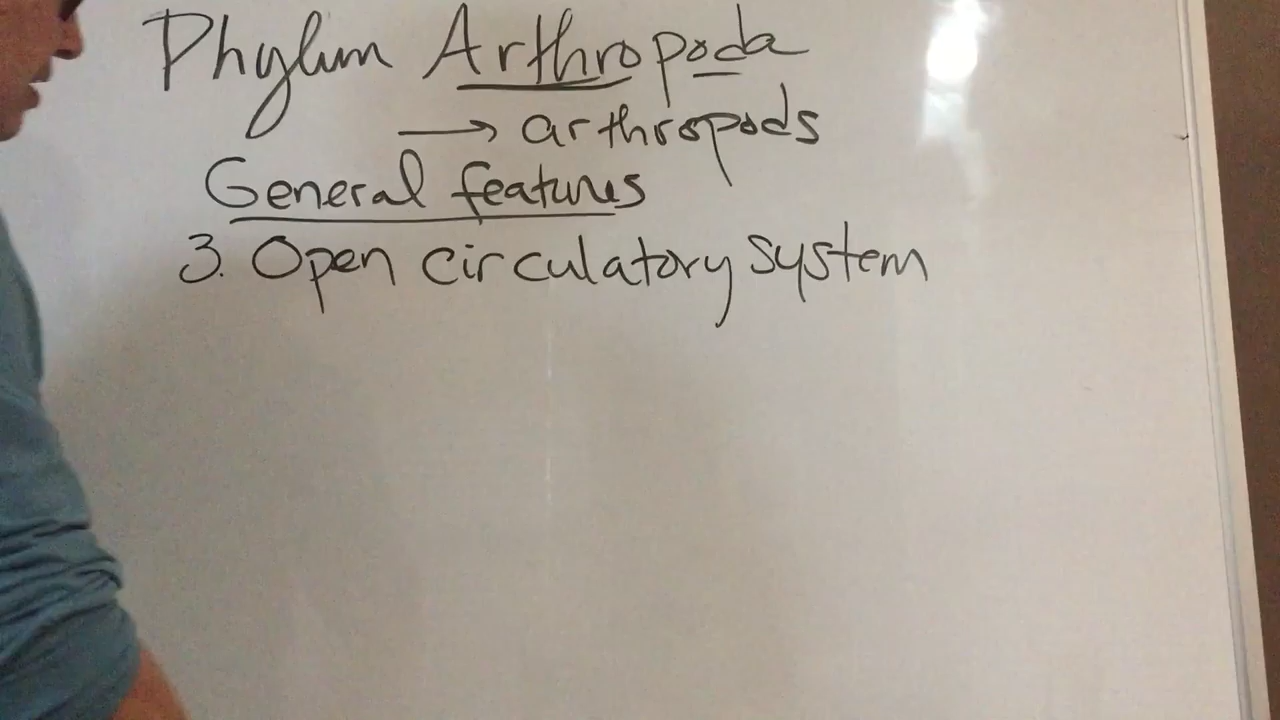 Phylum Arthropoda
→ arthropods
General features
3. Open circulatory system